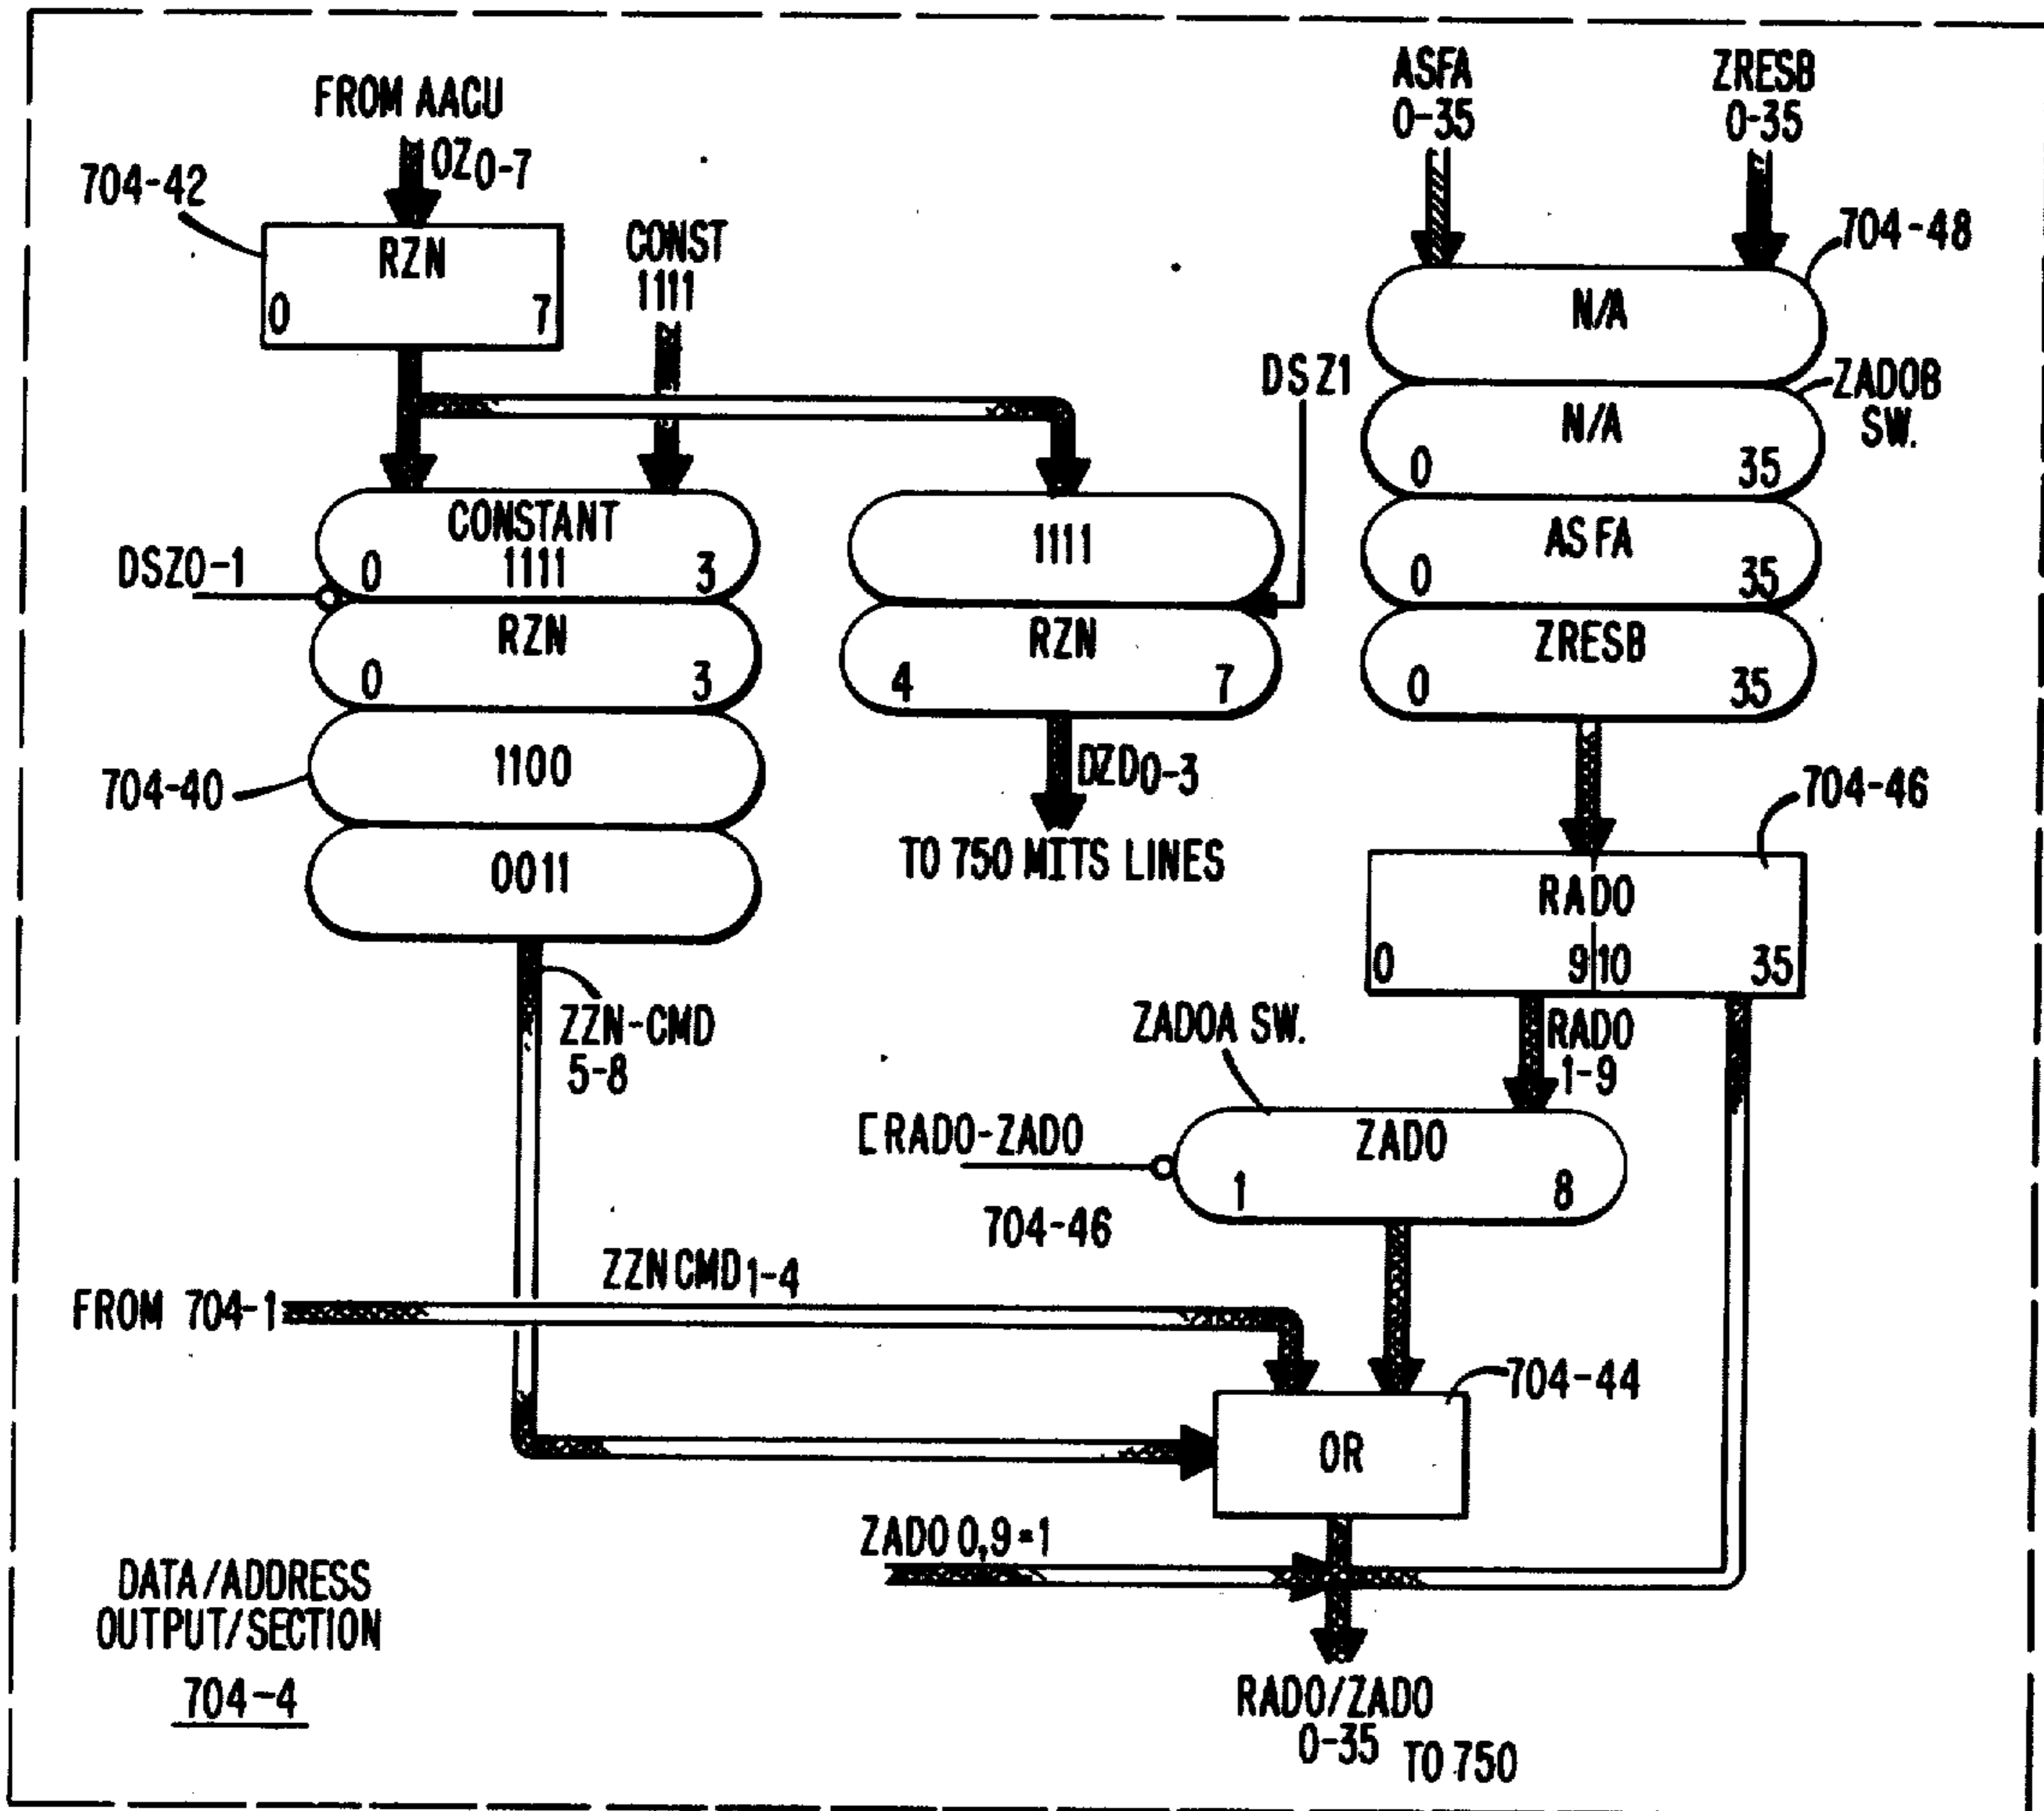 FROM AACU
OZ0-7
704-42
RZN
0 7
CONST
1111
CONSTANT
1111
0 3
DSZ0-1
RZN
0 3
1100
704-40
0011
ZZN-CMD
5-8
1111
DSZ1
RZN
4 7
DZD0-3
TO 750 MITS LINES
ASFA
0-35
ZRESB
0-35
704-48
N/A
ZADOB
SW.
N/A
0 35
ASFA
0 35
ZRESB
0 35
704-46
RADO
0 9 10 35
RADO
1-9
ZADOA SW.
[RADO-ZADO
ZADO
1 8
704-46
ZZN CMD1-4
FROM 704-1
704-44
OR
ZADO 0,9=1
DATA/ADDRESS
OUTPUT/SECTION
704-4
RADO/ZADO
0-35 TO 750